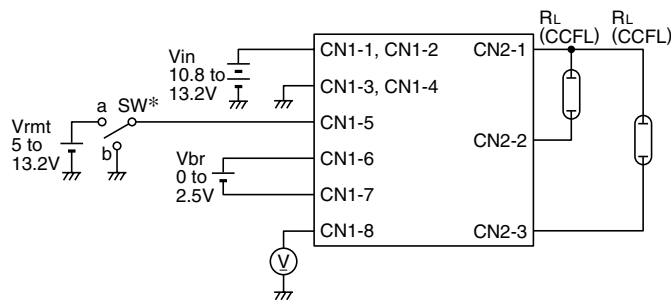 Vin
10.8 to
13.2V
a
SW*
b
Vrmt
5 to
13.2V
Vbr
0 to
2.5V
V
CN1-1, CN1-2
CN1-3, CN1-4
CN1-5
CN1-6
CN1-7
CN1-8
CN2-1
CN2-2
CN2-3
RL
(CCFL)
RL
(CCFL)